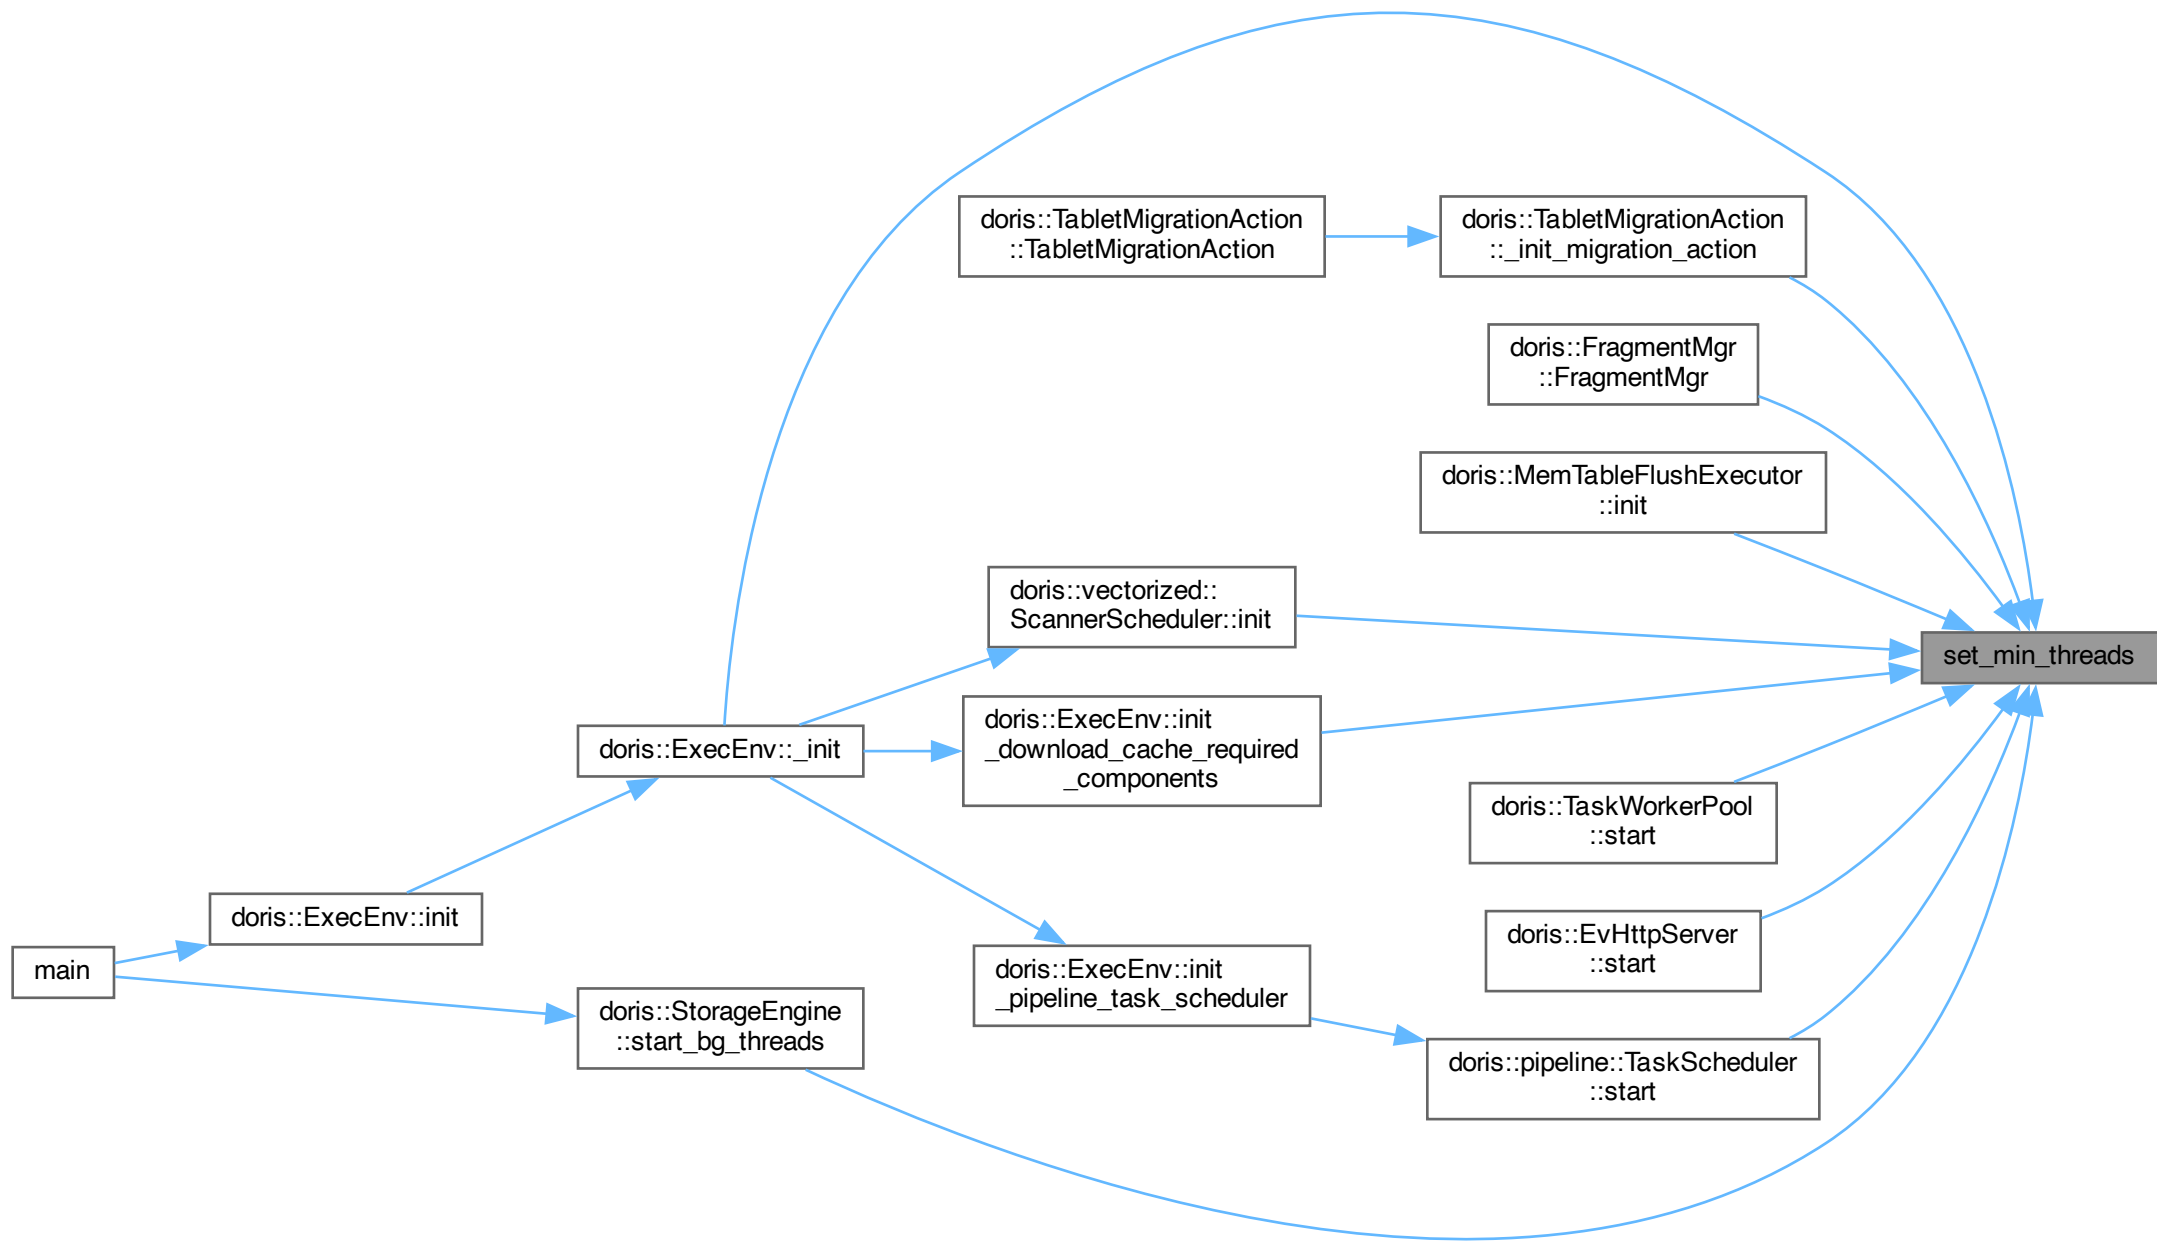 doris::TabletMigrationAction
::TabletMigrationAction
doris::TabletMigrationAction
::_init_migration_action
doris::FragmentMgr
::FragmentMgr
doris::MemTableFlushExecutor
::init
doris::vectorized::
ScannerScheduler::init
set_min_threads
doris::ExecEnv::_init
doris::ExecEnv::init
_download_cache_required
_components
doris::TaskWorkerPool
::start
doris::ExecEnv::init
doris::EvHttpServer
::start
main
doris::ExecEnv::init
_pipeline_task_scheduler
doris::StorageEngine
::start_bg_threads
doris::pipeline::TaskScheduler
::start